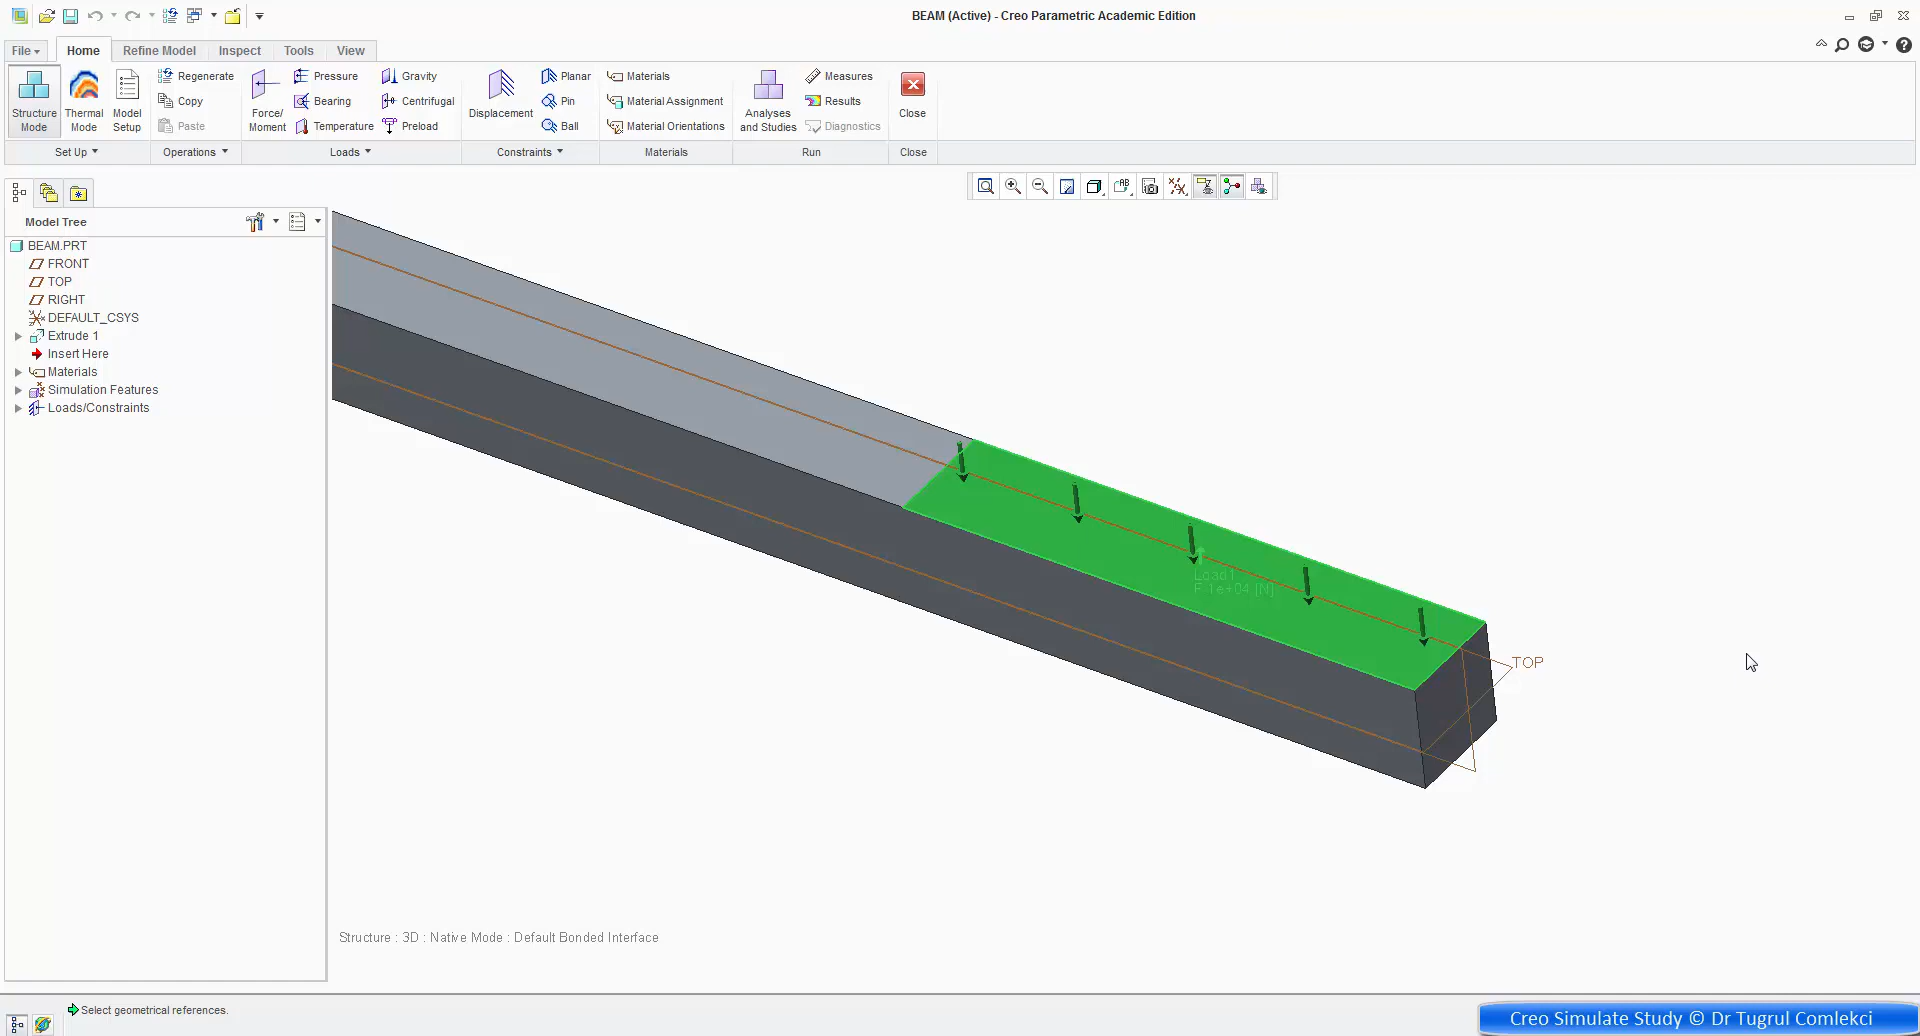 BEAM (Active) - Creo Parametric Academic Edition
File
Home
Refine Model
Inspect
Tools
View
Structure
Mode
Thermal
Mode
Model
Setup
Regenerate
Copy
Paste
Force/
Moment
Pressure
Bearing
Temperature
Gravity
Centrifugal
Preload
Displacement
Planar
Pin
Ball
Materials
Material Assignment
Material Orientations
Analyses
and Studies
Measures
Results
Diagnostics
Close
Set Up
Operations
Loads
Constraints
Materials
Run
Close
Model Tree
BEAM.PRT
FRONT
TOP
RIGHT
DEFAULT_CSYS
Extrude 1
Insert Here
Materials
Simulation Features
Loads/Constraints
Load1
F 1e+04 [N]
TOP
Structure : 3D : Native Mode : Default Bonded Interface
Select geometrical references.
Creo Simulate Study © Dr Tugrul Comlekci